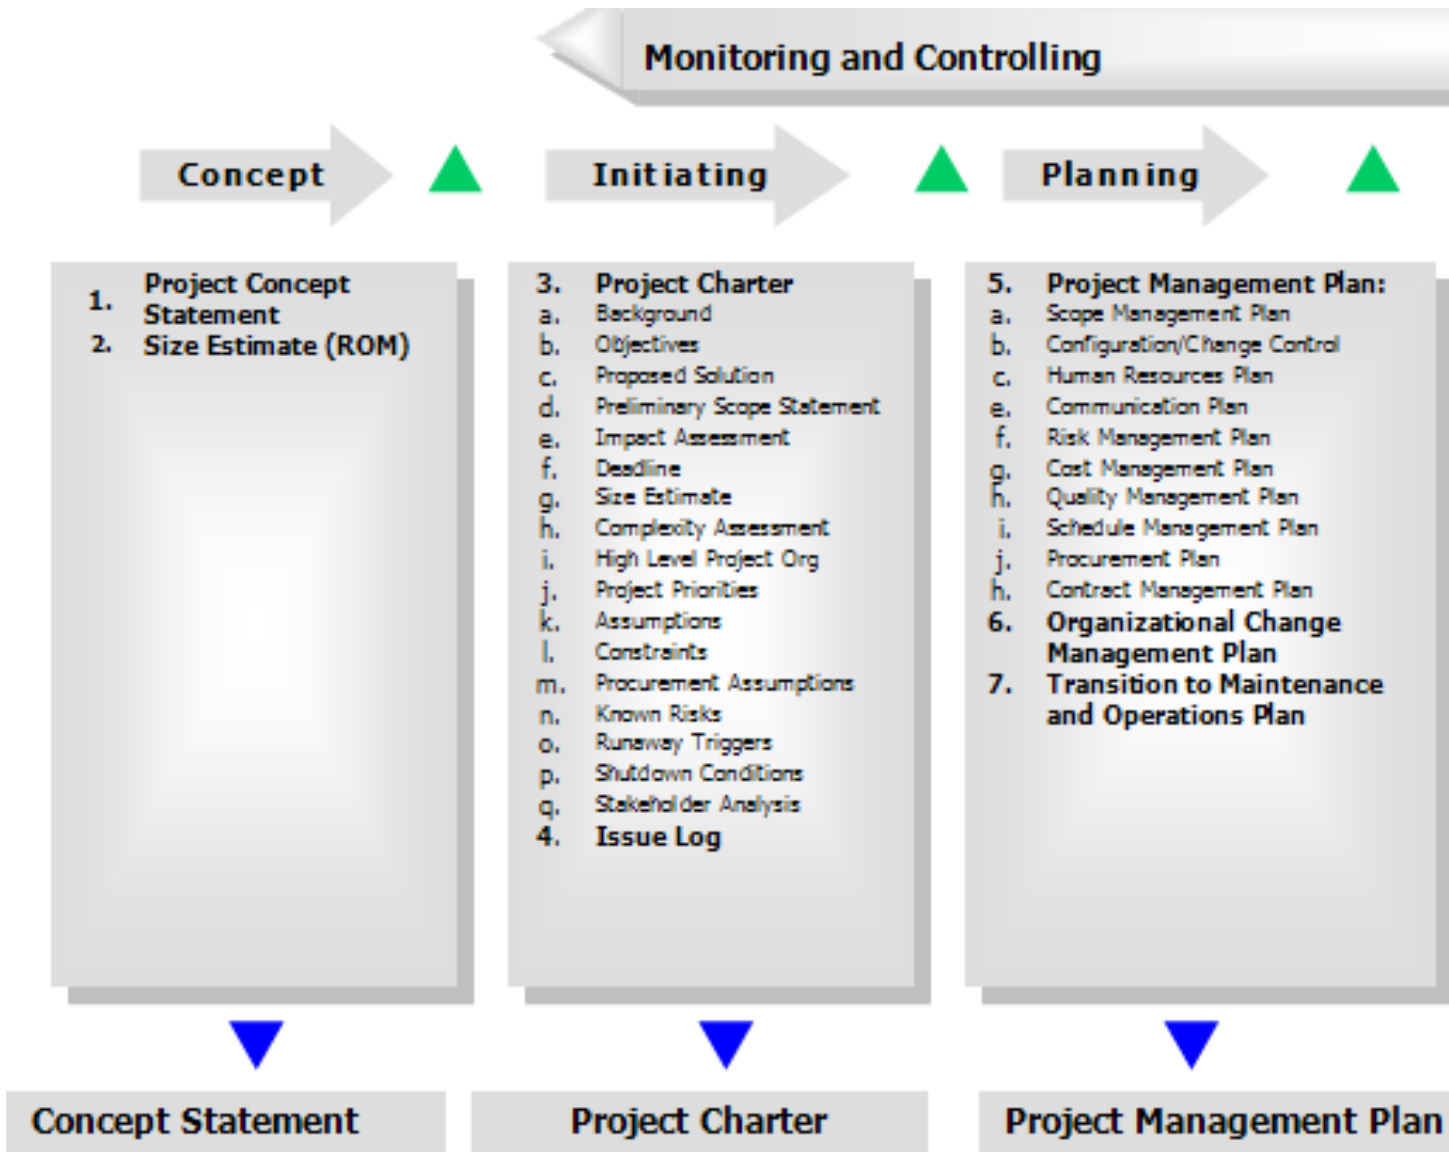 Monitoring and Controlling
Concept
Initiating
Planning
1. Project Concept
Statement
2. Size Estimate (ROM)
3. Project Charter
a. Background
b. Objectives
c. Proposed Solution
d. Preliminary Scope Statement
e. Impact Assessment
f. Deadline
g. Size Estimate
h. Complexity Assessment
i. High Level Project Org
j. Project Priorities
k. Assumptions
l. Constraints
m. Procurement Assumptions
n. Known Risks
o. Runaway Triggers
p. Shutdown Conditions
q. Stakeholder Analysis
4. Issue Log
5. Project Management Plan:
a. Scope Management Plan
b. Configuration/Change Control
c. Human Resources Plan
e. Communication Plan
f. Risk Management Plan
g. Cost Management Plan
h. Quality Management Plan
i. Schedule Management Plan
j. Procurement Plan
h. Contract Management Plan
6. Organizational Change
Management Plan
7. Transition to Maintenance
and Operations Plan
Concept Statement
Project Charter
Project Management Plan